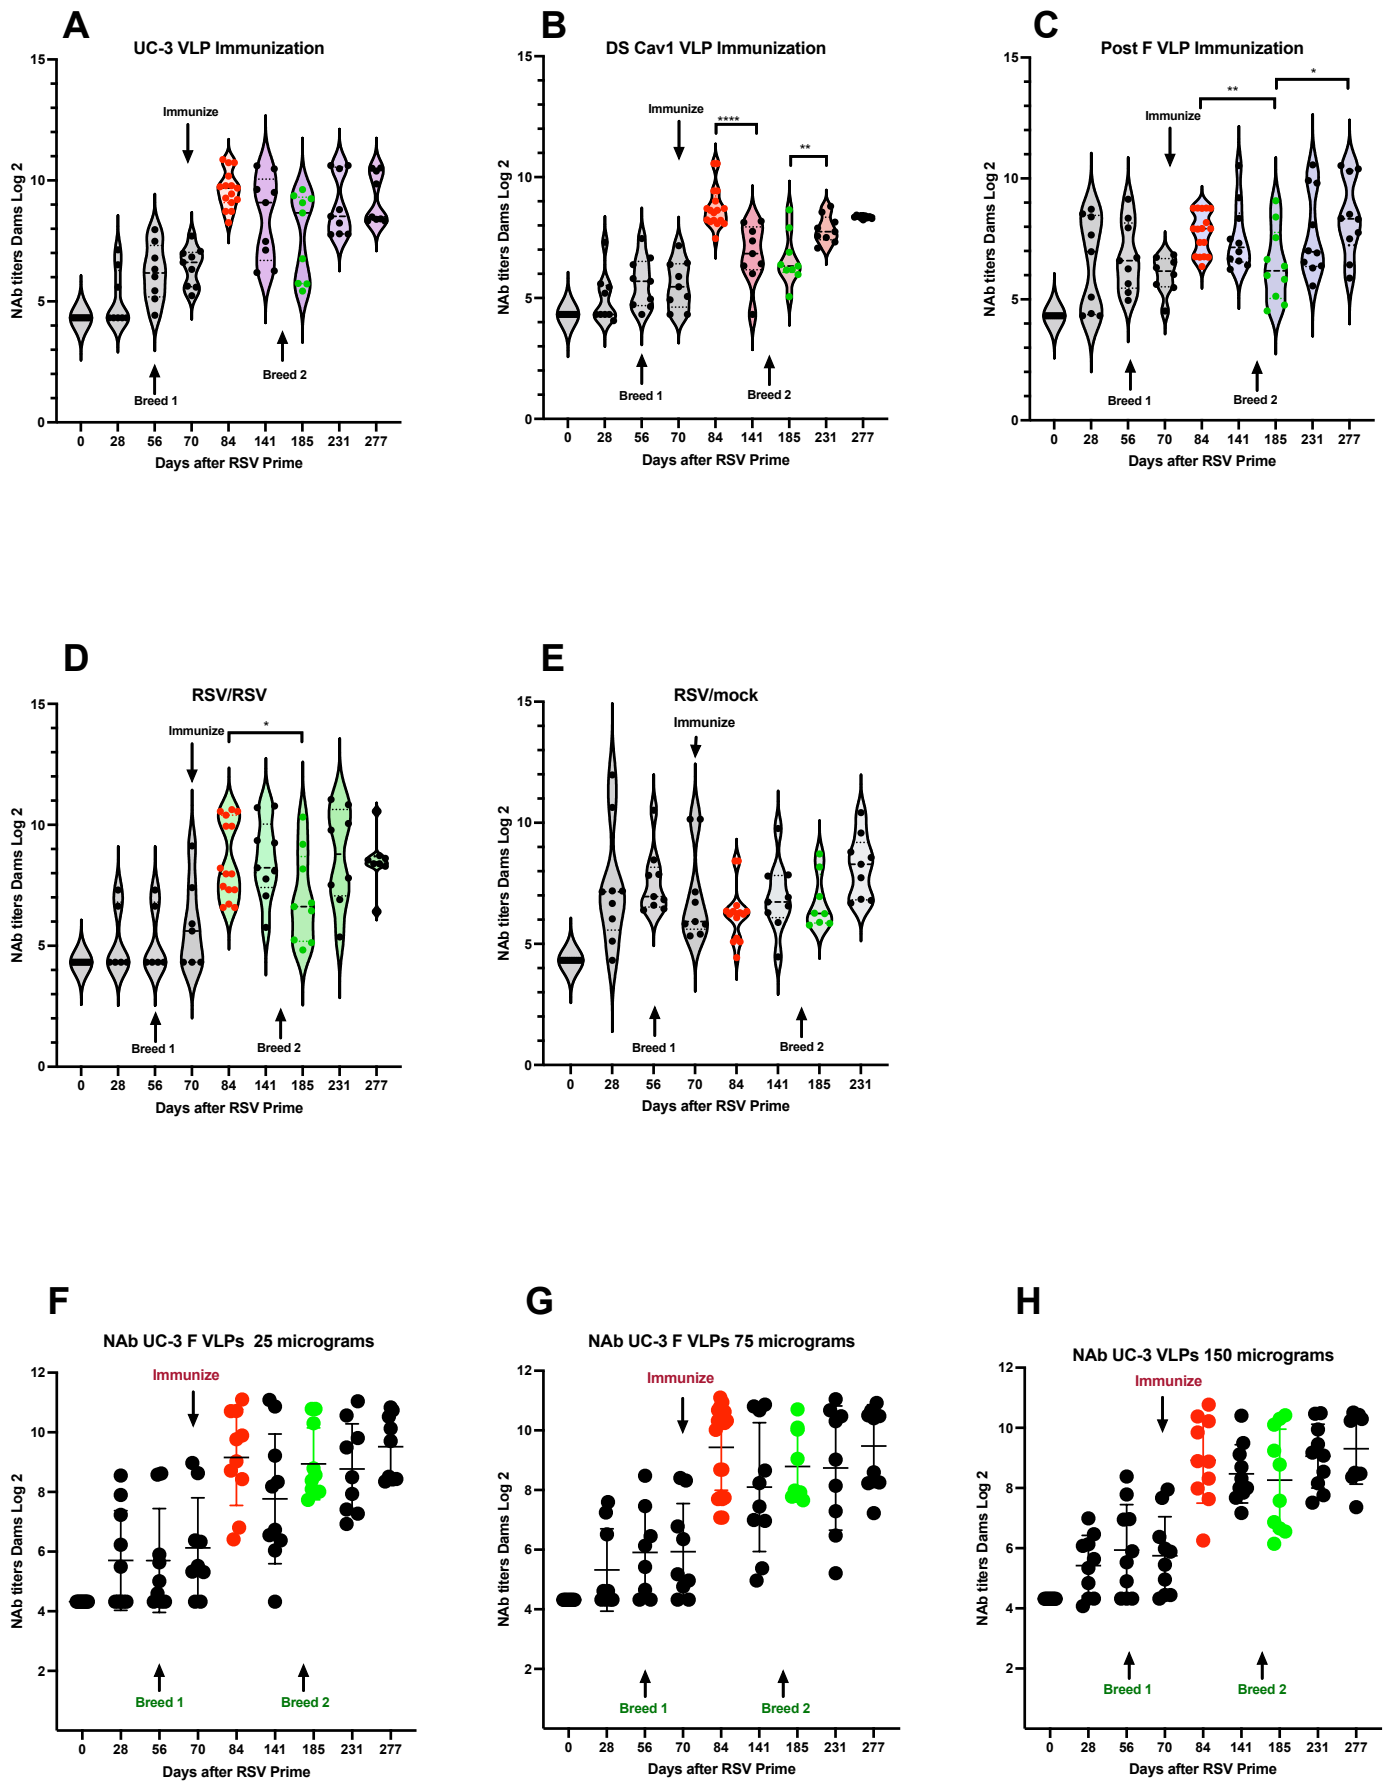 A
UC-3 VLP Immunization
NAb titers Dams Log 2
15
10
5
0
Immunize
Breed 1
Breed 2
0 28 56 70 84 141 185 231 277
Days after RSV Prime
B
DS Cav1 VLP Immunization
NAb titers Dams Log 2
15
10
5
0
Immunize
****
**
Breed 1
Breed 2
0 28 56 70 84 141 185 231 277
Days after RSV Prime
C
Post F VLP Immunization
NAb titers Dams Log 2
15
10
5
0
Immunize
**
*
Breed 1
Breed 2
0 28 56 70 84 141 185 231 277
Days after RSV Prime
D
RSV/RSV
NAb titers Dams Log 2
15
10
5
0
Immunize
*
Breed 1
Breed 2
0 28 56 70 84 141 185 231 277
Days after RSV Prime
E
RSV/mock
NAb titers Dams Log 2
15
10
5
0
Immunize
Breed 1
Breed 2
0 28 56 70 84 141 185 231
Days after RSV Prime
F
NAb UC-3 F VLPs 25 micrograms
NAb titers Dams Log 2
12
10
8
6
4
2
Immunize
Breed 1
Breed 2
0 28 56 70 84 141 185 231 277
Days after RSV Prime
G
NAb UC-3 F VLPs 75 micrograms
NAb titers Dams Log 2
12
10
8
6
4
2
Immunize
Breed 1
Breed 2
0 28 56 70 84 141 185 231 277
Days after RSV Prime
H
NAb UC-3 VLPs 150 micrograms
NAb titers Dams Log 2
12
10
8
6
4
2
Immunize
Breed 1
Breed 2
0 28 56 70 84 141 185 231 277
Days after RSV Prime